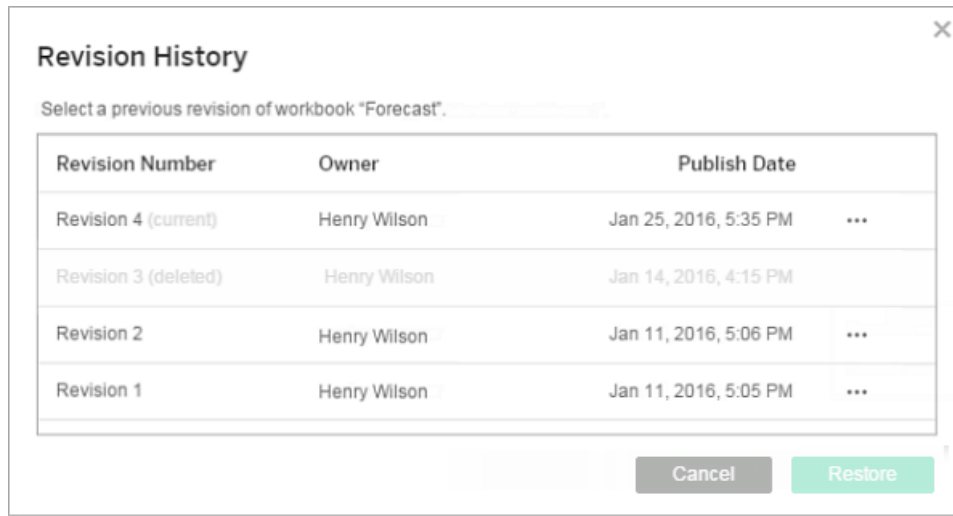 Revision History
Select a previous revision of workbook “Forecast”.
Revision Number Owner Publish Date
Revision 4 (current) Henry Wilson Jan 25, 2016, 5:35 PM
Revision 3 (deleted) Henry Wilson Jan 14, 2016, 4:15 PM
Revision 2 Henry Wilson Jan 11, 2016, 5:06 PM
Revision 1 Henry Wilson Jan 11, 2016, 5:05 PM
Cancel Restore